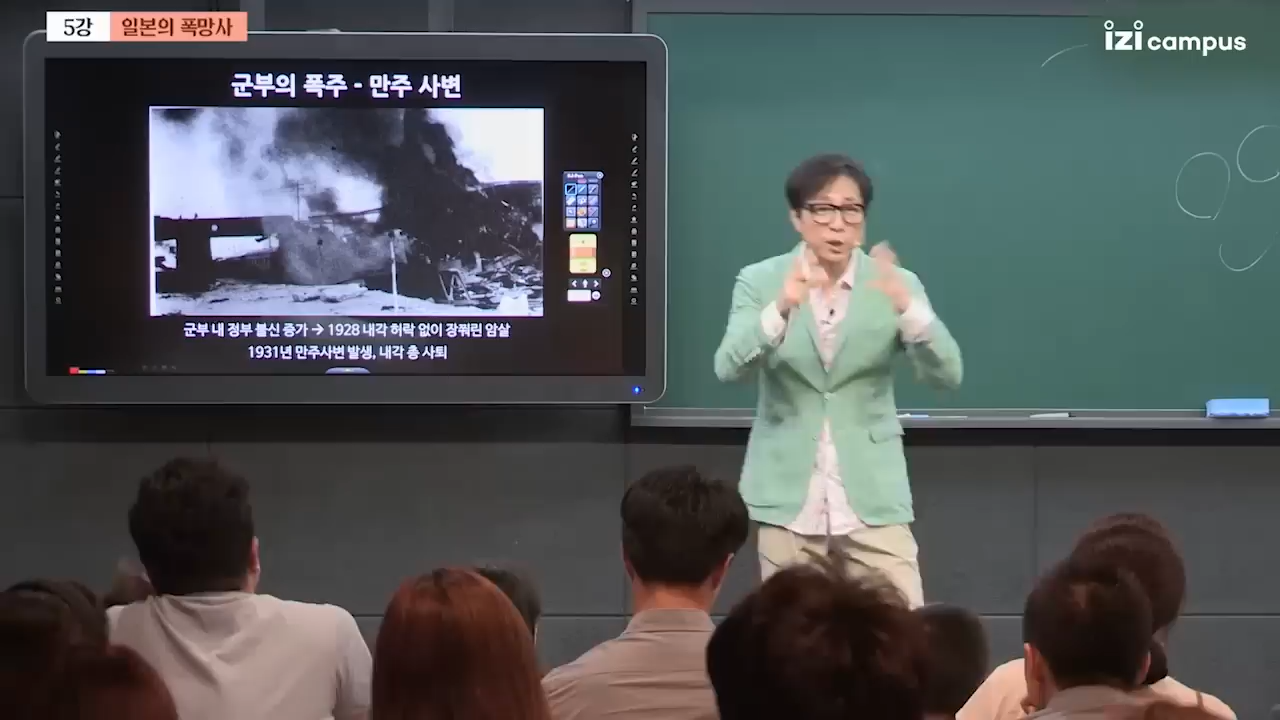 5강 일본의 폭망사
izi campus
군부의 폭주 - 만주 사변
군부 내 정부 불신 증가 → 1928 내각 허락 없이 장쭤린 암살
1931년 만주사변 발생, 내각 총 사퇴